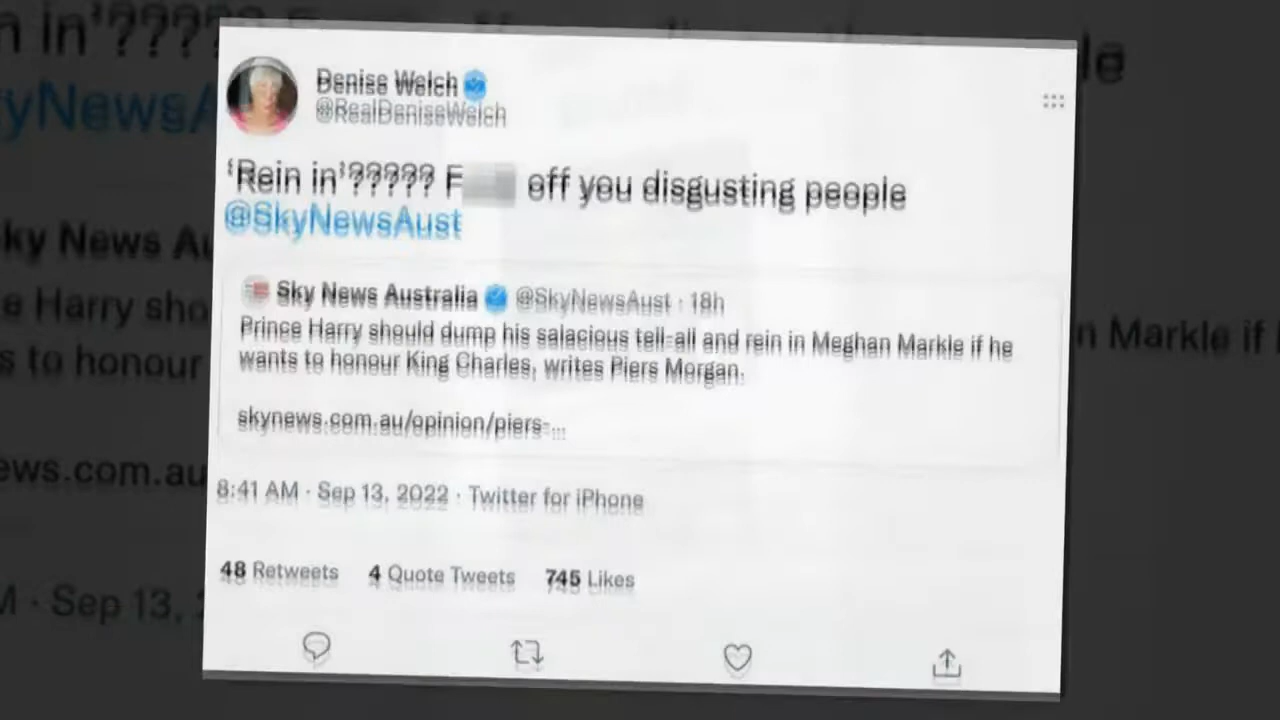 Denise Welch
@RealDeniseWelch
'Rein in'????? F off you disgusting people
@SkyNewsAust
Sky News Australia @SkyNewsAust · 18h
Prince Harry should dump his salacious tell-all and rein in Meghan Markle if he
wants to honour King Charles, writes Piers Morgan.
skynews.com.au/opinion/piers-...
8:41 AM · Sep 13, 2022 · Twitter for iPhone
48 Retweets 4 Quote Tweets 745 Likes